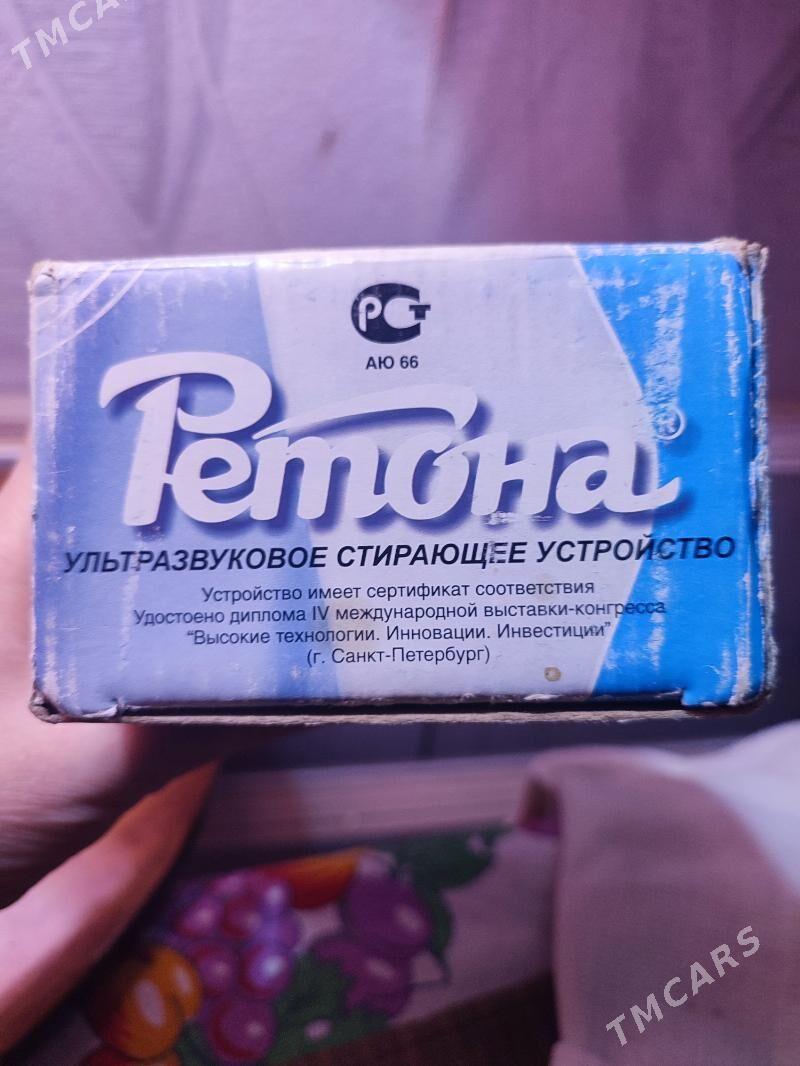 TMCARS
РСТ
АЮ 66
Ретона®
УЛЬТРАЗВУКОВОЕ СТИРАЮЩЕЕ УСТРОЙСТВО
Устройство имеет сертификат соответствия
Удостоено диплома IV международной выставки-конгресса
"Высокие технологии. Инновации. Инвестиции"
(г. Санкт-Петербург)
TMCARS